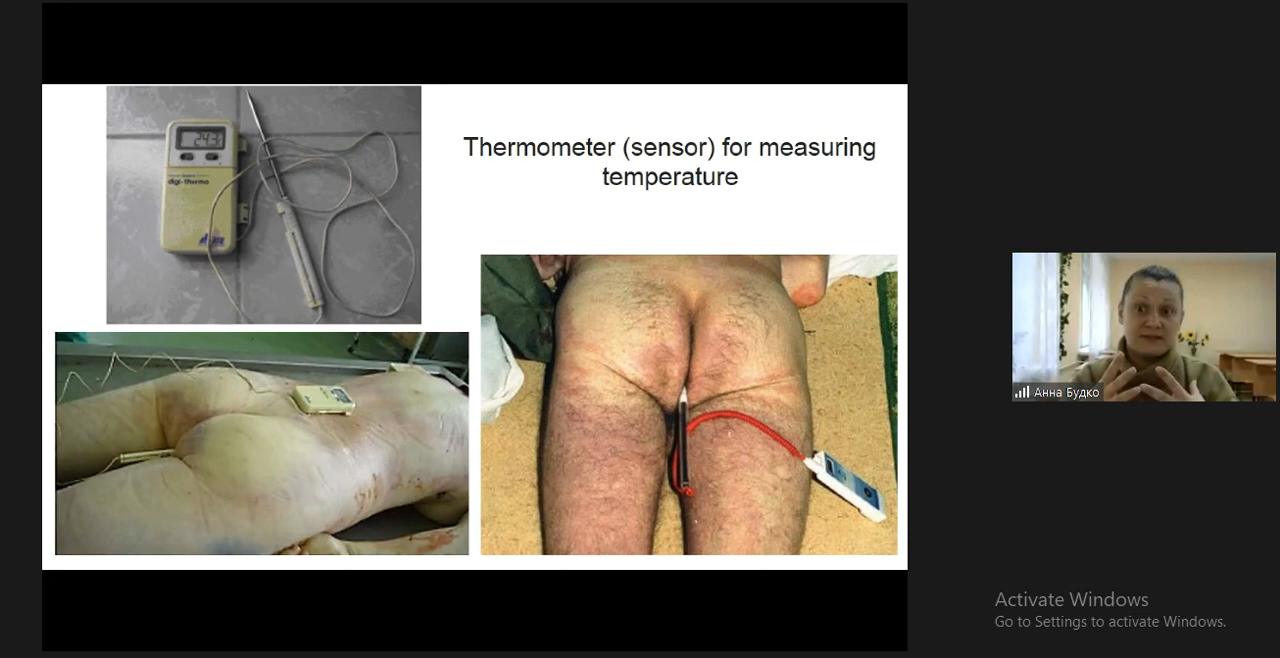 Thermometer (sensor) for measuring
temperature
digi-thermo
Анна Будко
Activate Windows
Go to Settings to activate Windows.